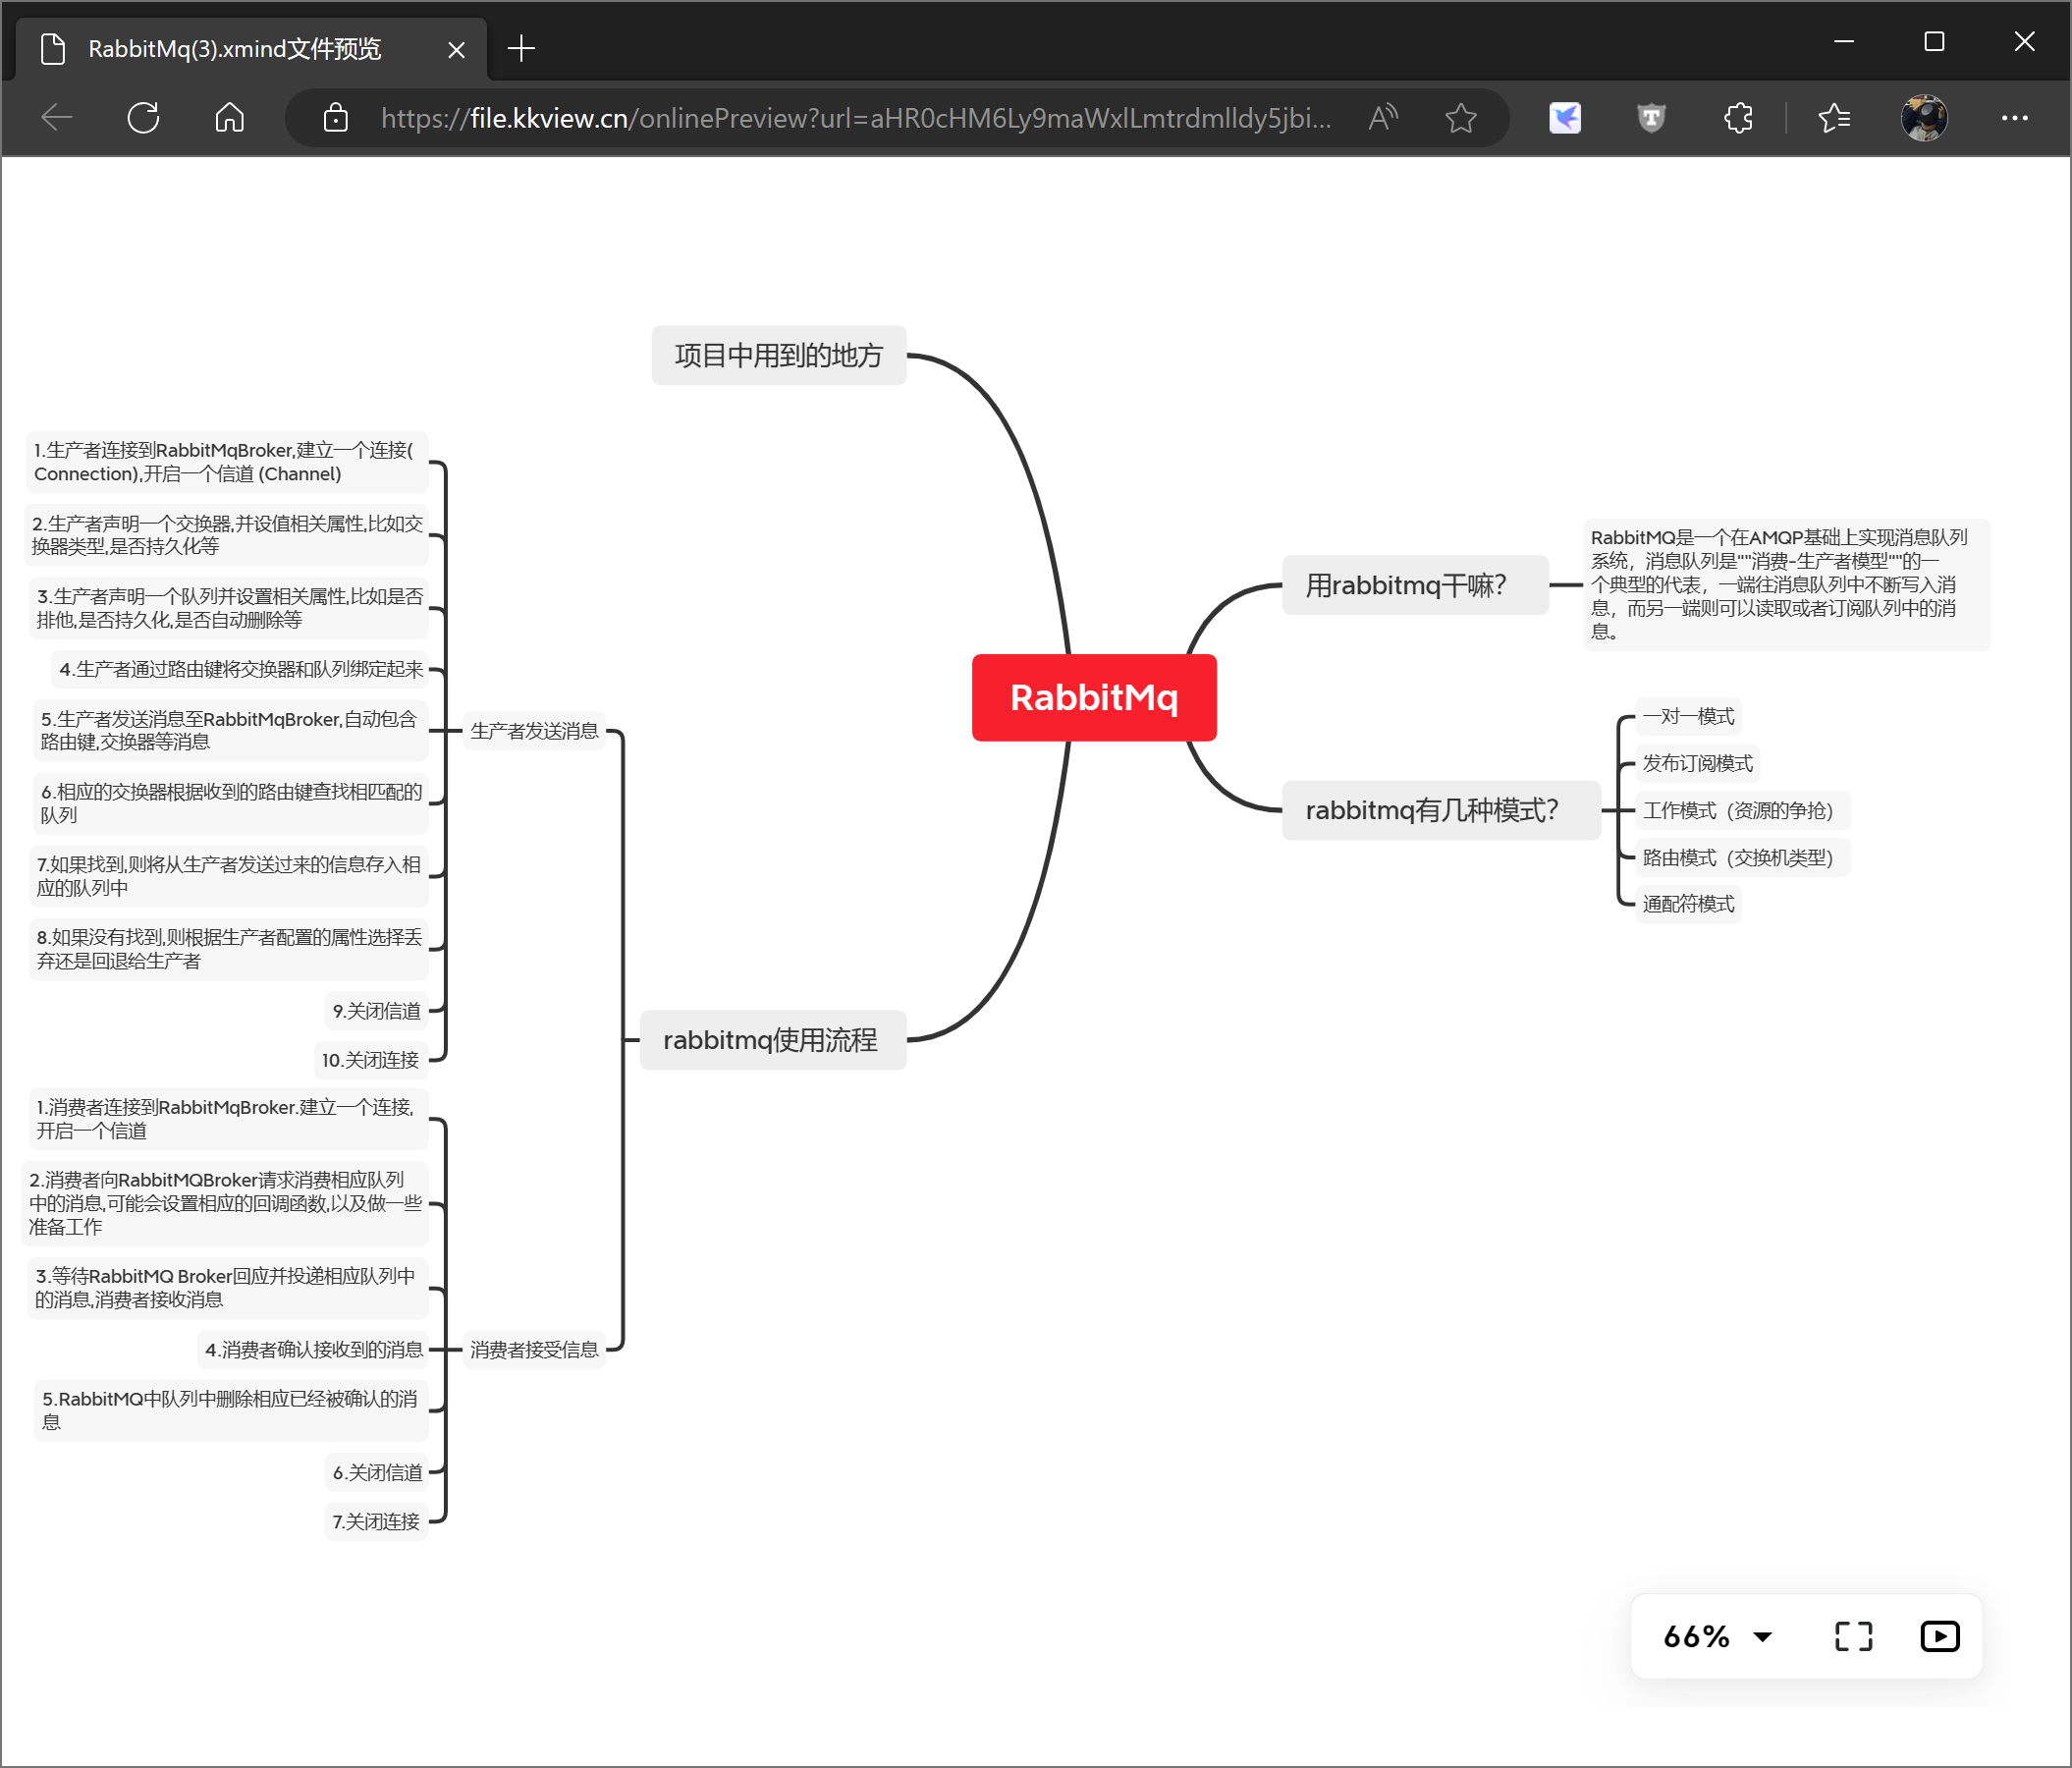 RabbitMq(3).xmind文件预览
https://file.kkview.cn/onlinePreview?url=aHR0cHM6Ly9maWxlLmtrdmlldy5jbi...
项目中用到的地方
1.生产者连接到RabbitMqBroker,建立一个连接(
Connection),开启一个信道 (Channel)
2.生产者声明一个交换器,并设值相关属性,比如交
换器类型,是否持久化等
3.生产者声明一个队列并设置相关属性,比如是否
排他,是否持久化,是否自动删除等
4.生产者通过路由键将交换器和队列绑定起来
5.生产者发送消息至RabbitMqBroker,自动包含
路由键,交换器等消息
6.相应的交换器根据收到的路由键查找相匹配的
队列
7.如果找到,则将从生产者发送过来的信息存入相
应的队列中
8.如果没有找到,则根据生产者配置的属性选择丢
弃还是回退给生产者
9.关闭信道
10.关闭连接
生产者发送消息
1.消费者连接到RabbitMqBroker.建立一个连接,
开启一个信道
2.消费者向RabbitMQBroker请求消费相应队列
中的消息,可能会设置相应的回调函数,以及做一些
准备工作
3.等待RabbitMQ Broker回应并投递相应队列中
的消息,消费者接收消息
4.消费者确认接收到的消息
5.RabbitMQ中队列中删除相应已经被确认的消
息
6.关闭信道
7.关闭连接
消费者接受信息
rabbitmq使用流程
RabbitMq
用rabbitmq干嘛？
RabbitMQ是一个在AMQP基础上实现消息队列
系统，消息队列是""消费-生产者模型""的一
个典型的代表，一端往消息队列中不断写入消
息，而另一端则可以读取或者订阅队列中的消
息。
rabbitmq有几种模式？
一对一模式
发布订阅模式
工作模式（资源的争抢）
路由模式（交换机类型）
通配符模式
66%